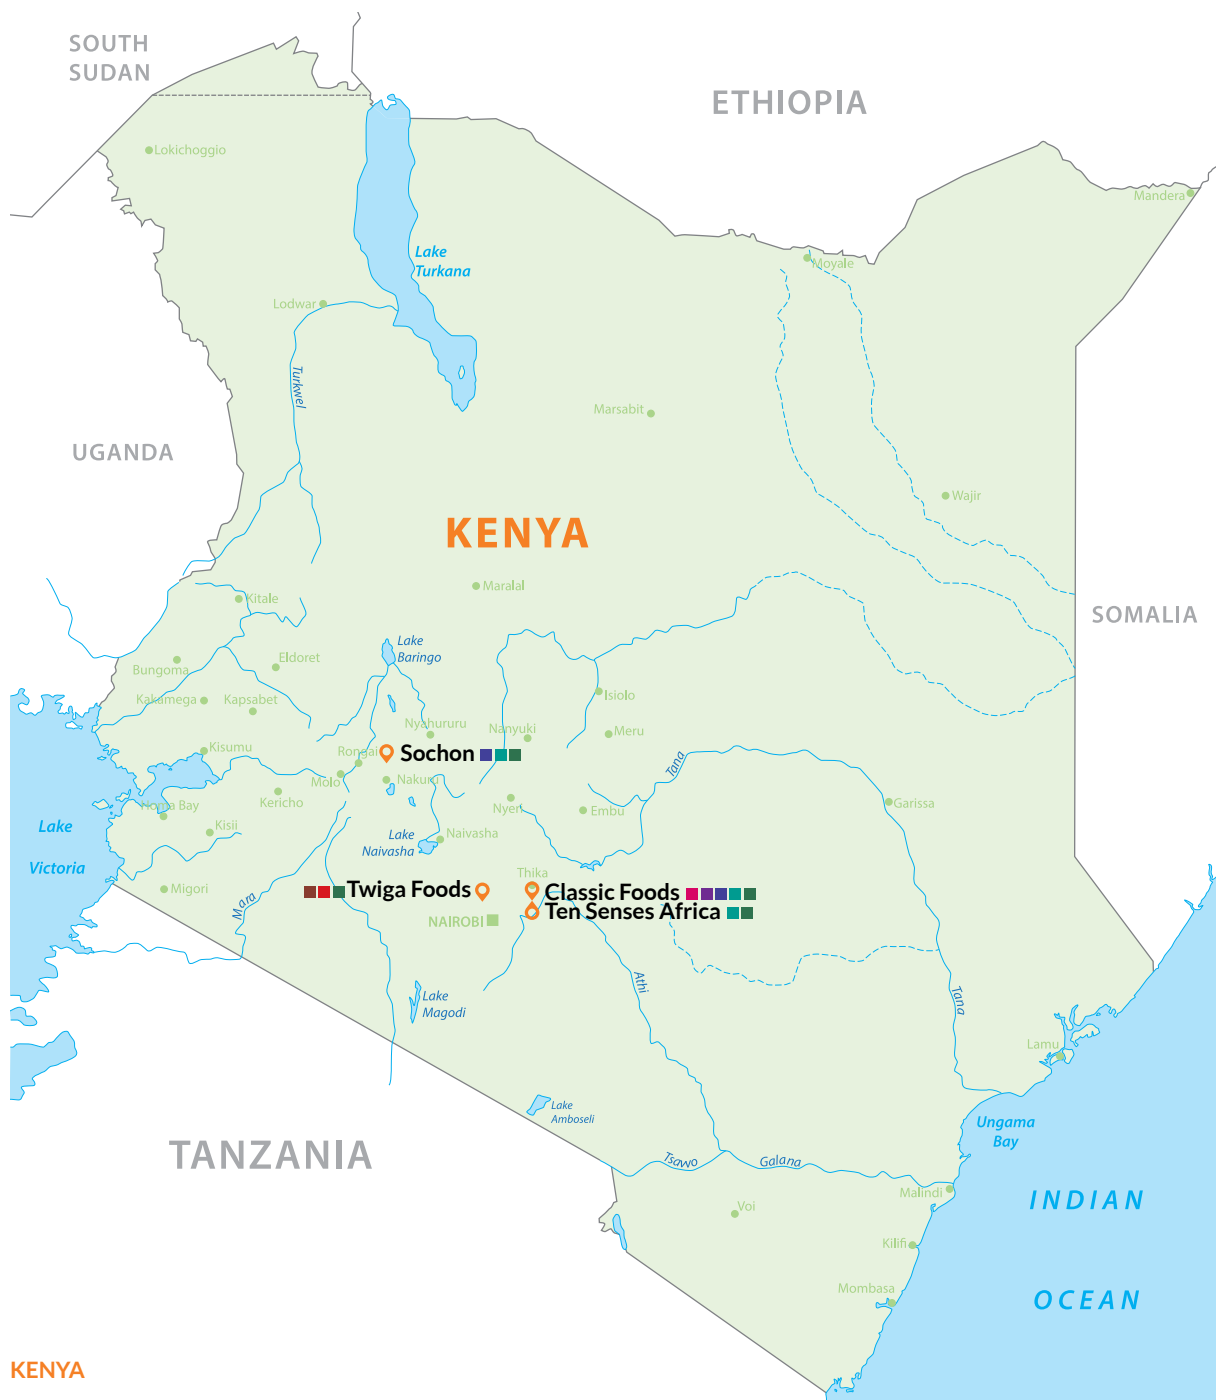 SOUTH
SUDAN
ETHIOPIA
Lokichoggio
Mandera
Lake
Turkana
Moyale
Lodwar
Turkwel
Marsabit
UGANDA
Wajir
KENYA
Maralal
Kitale
SOMALIA
Lake
Baringo
Eldoret
Bungoma
Isiolo
Kakamega
Kapsabet
Nyahururu
Nanyuki
Meru
Kisumu
Rongai
Sochon
Tana
Molo
Nakuru
Kericho
Homa Bay
Nyeri
Embu
Garissa
Kisii
Lake
Victoria
Lake
Naivasha
Naivasha
Thika
Migori
Twiga Foods
Classic Foods
Ten Senses Africa
Mara
NAIROBI
Athi
Tana
Lake
Magodi
Lamu
Lake
Amboseli
Ungama
Bay
TANZANIA
Tsawo
Galana
Malindi
INDIAN
Voi
Kilifi
Mombasa
OCEAN
KENYA